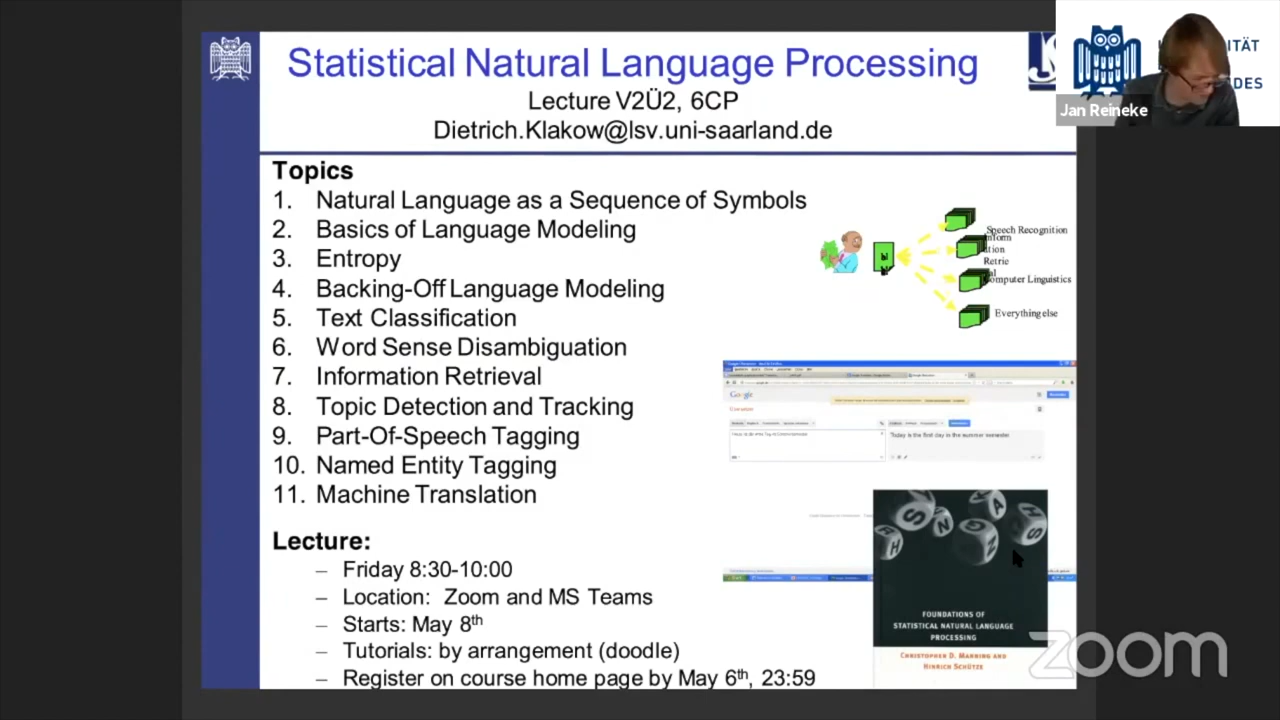 Statistical Natural Language Processing
Lecture V2Ü2, 6CP
Dietrich.Klakow@lsv.uni-saarland.de
ITÄT
DES
Jan Reineke
Topics
1. Natural Language as a Sequence of Symbols
2. Basics of Language Modeling
3. Entropy
4. Backing-Off Language Modeling
5. Text Classification
6. Word Sense Disambiguation
7. Information Retrieval
8. Topic Detection and Tracking
9. Part-Of-Speech Tagging
10. Named Entity Tagging
11. Machine Translation
Speech Recognition
Inform
ation
Retrie
val
Computer Linguistics
Everything else
Google
Today is the first day in the summer semester
Lecture:
– Friday 8:30-10:00
– Location: Zoom and MS Teams
– Starts: May 8th
– Tutorials: by arrangement (doodle)
– Register on course home page by May 6th, 23:59
FOUNDATIONS OF
STATISTICAL NATURAL LANGUAGE
PROCESSING
CHRISTOPHER D. MANNING AND
HINRICH SCHÜTZE
zoom